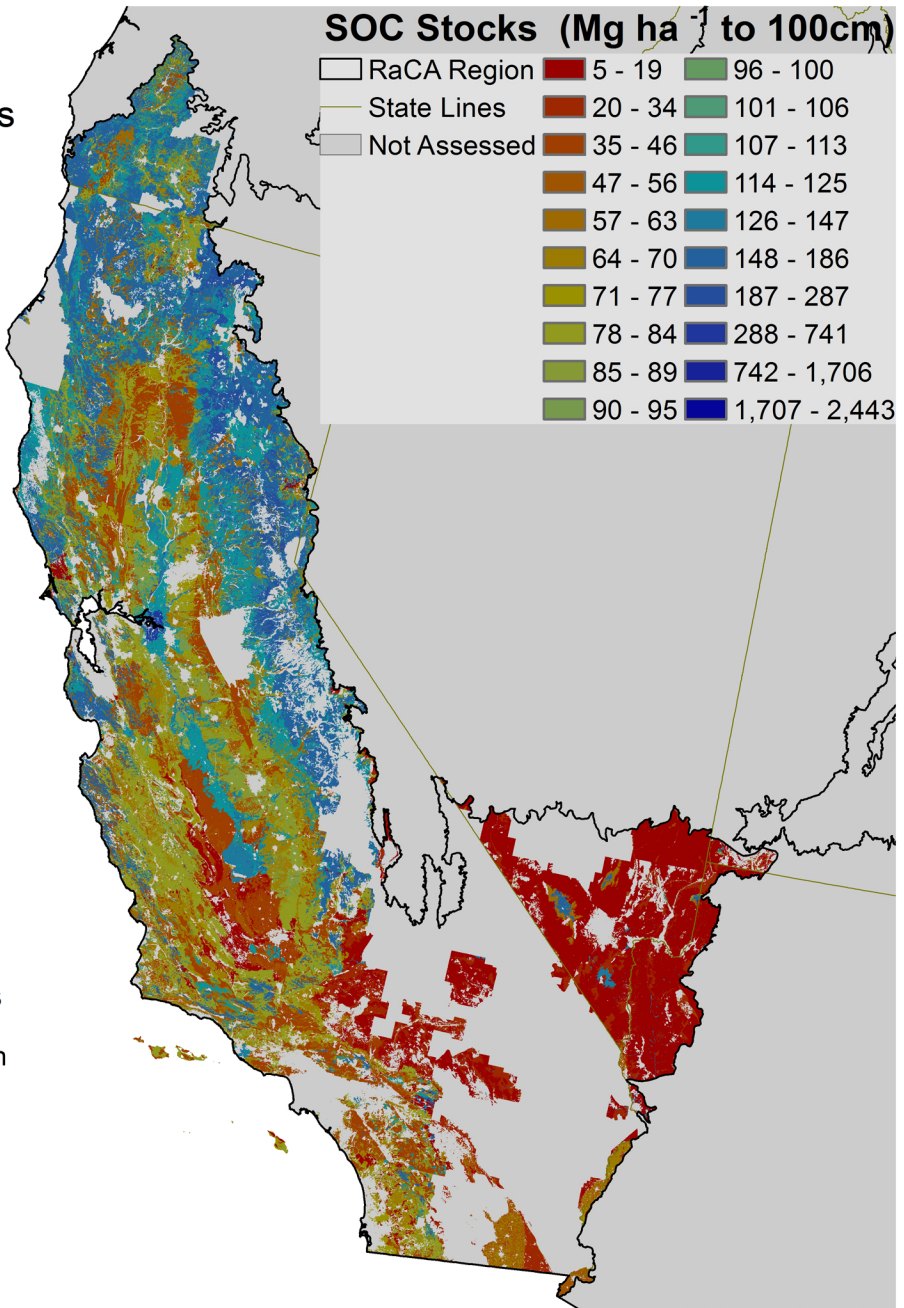 SOC Stocks (Mg ha -1 to 100cm)
RaCA Region
State Lines
Not Assessed
5 - 19
20 - 34
35 - 46
47 - 56
57 - 63
64 - 70
71 - 77
78 - 84
85 - 89
90 - 95
96 - 100
101 - 106
107 - 113
114 - 125
126 - 147
148 - 186
187 - 287
288 - 741
742 - 1,706
1,707 - 2,443
s